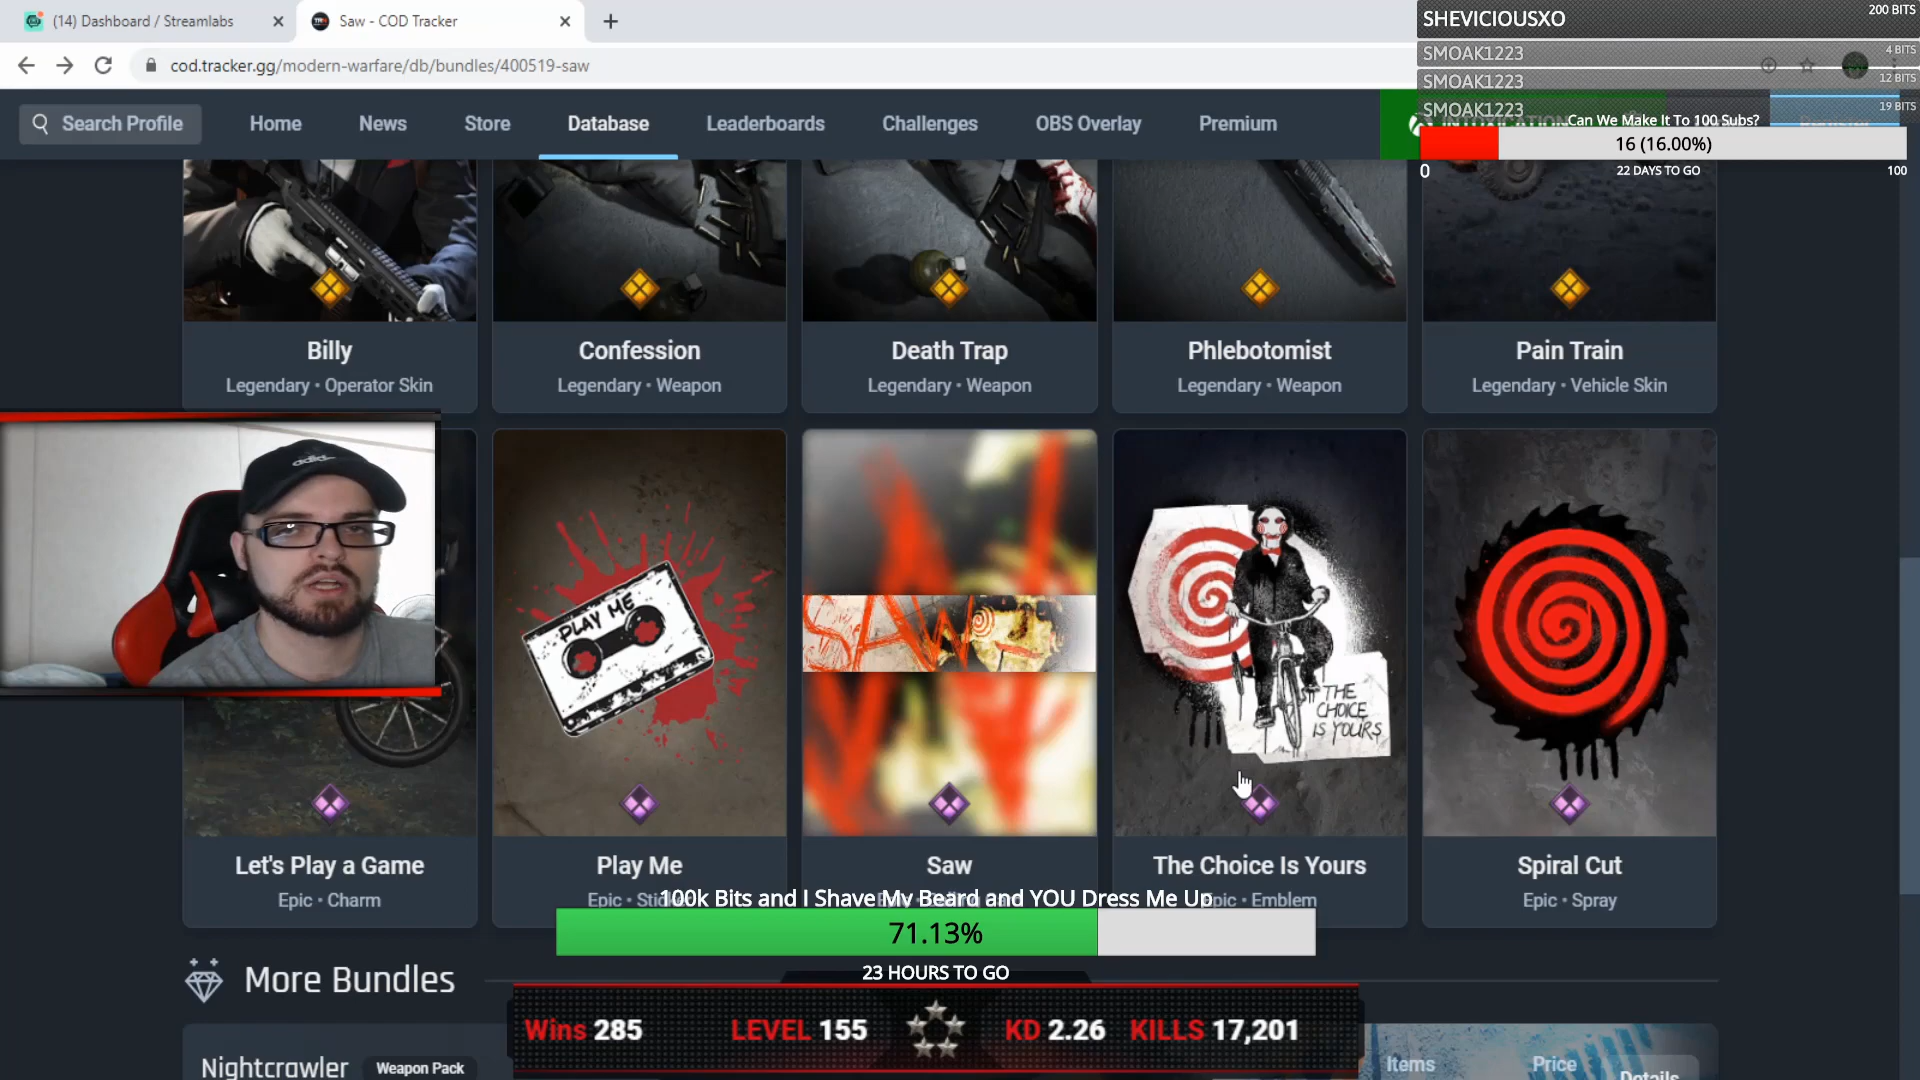 (14) Dashboard / Streamlabs
Saw - COD Tracker
SHEVICIOUSXO
200 BITS
SMOAK1223
4 BITS
SMOAK1223
12 BITS
SMOAK1223
19 BITS
cod.tracker.gg/modern-warfare/db/bundles/400519-saw
Search Profile
Home
News
Store
Database
Leaderboards
Challenges
OBS Overlay
Premium
Can We Make It To 100 Subs?
16 (16.00%)
0
22 DAYS TO GO
100
Billy
Legendary • Operator Skin
Confession
Legendary • Weapon
Death Trap
Legendary • Weapon
Phlebotomist
Legendary • Weapon
Pain Train
Legendary • Vehicle Skin
PLAY ME
SAW
THE
CHOICE
IS YOURS
Let's Play a Game
Epic • Charm
Play Me
Epic •
Saw
The Choice Is Yours
Epic • Emblem
Spiral Cut
Epic • Spray
100k Bits and I Shave My Beard and YOU Dress Me Up
71.13%
23 HOURS TO GO
More Bundles
Wins 285
LEVEL 155
KD 2.26
KILLS 17,201
Nightcrawler
Weapon Pack
Items
Price
Details